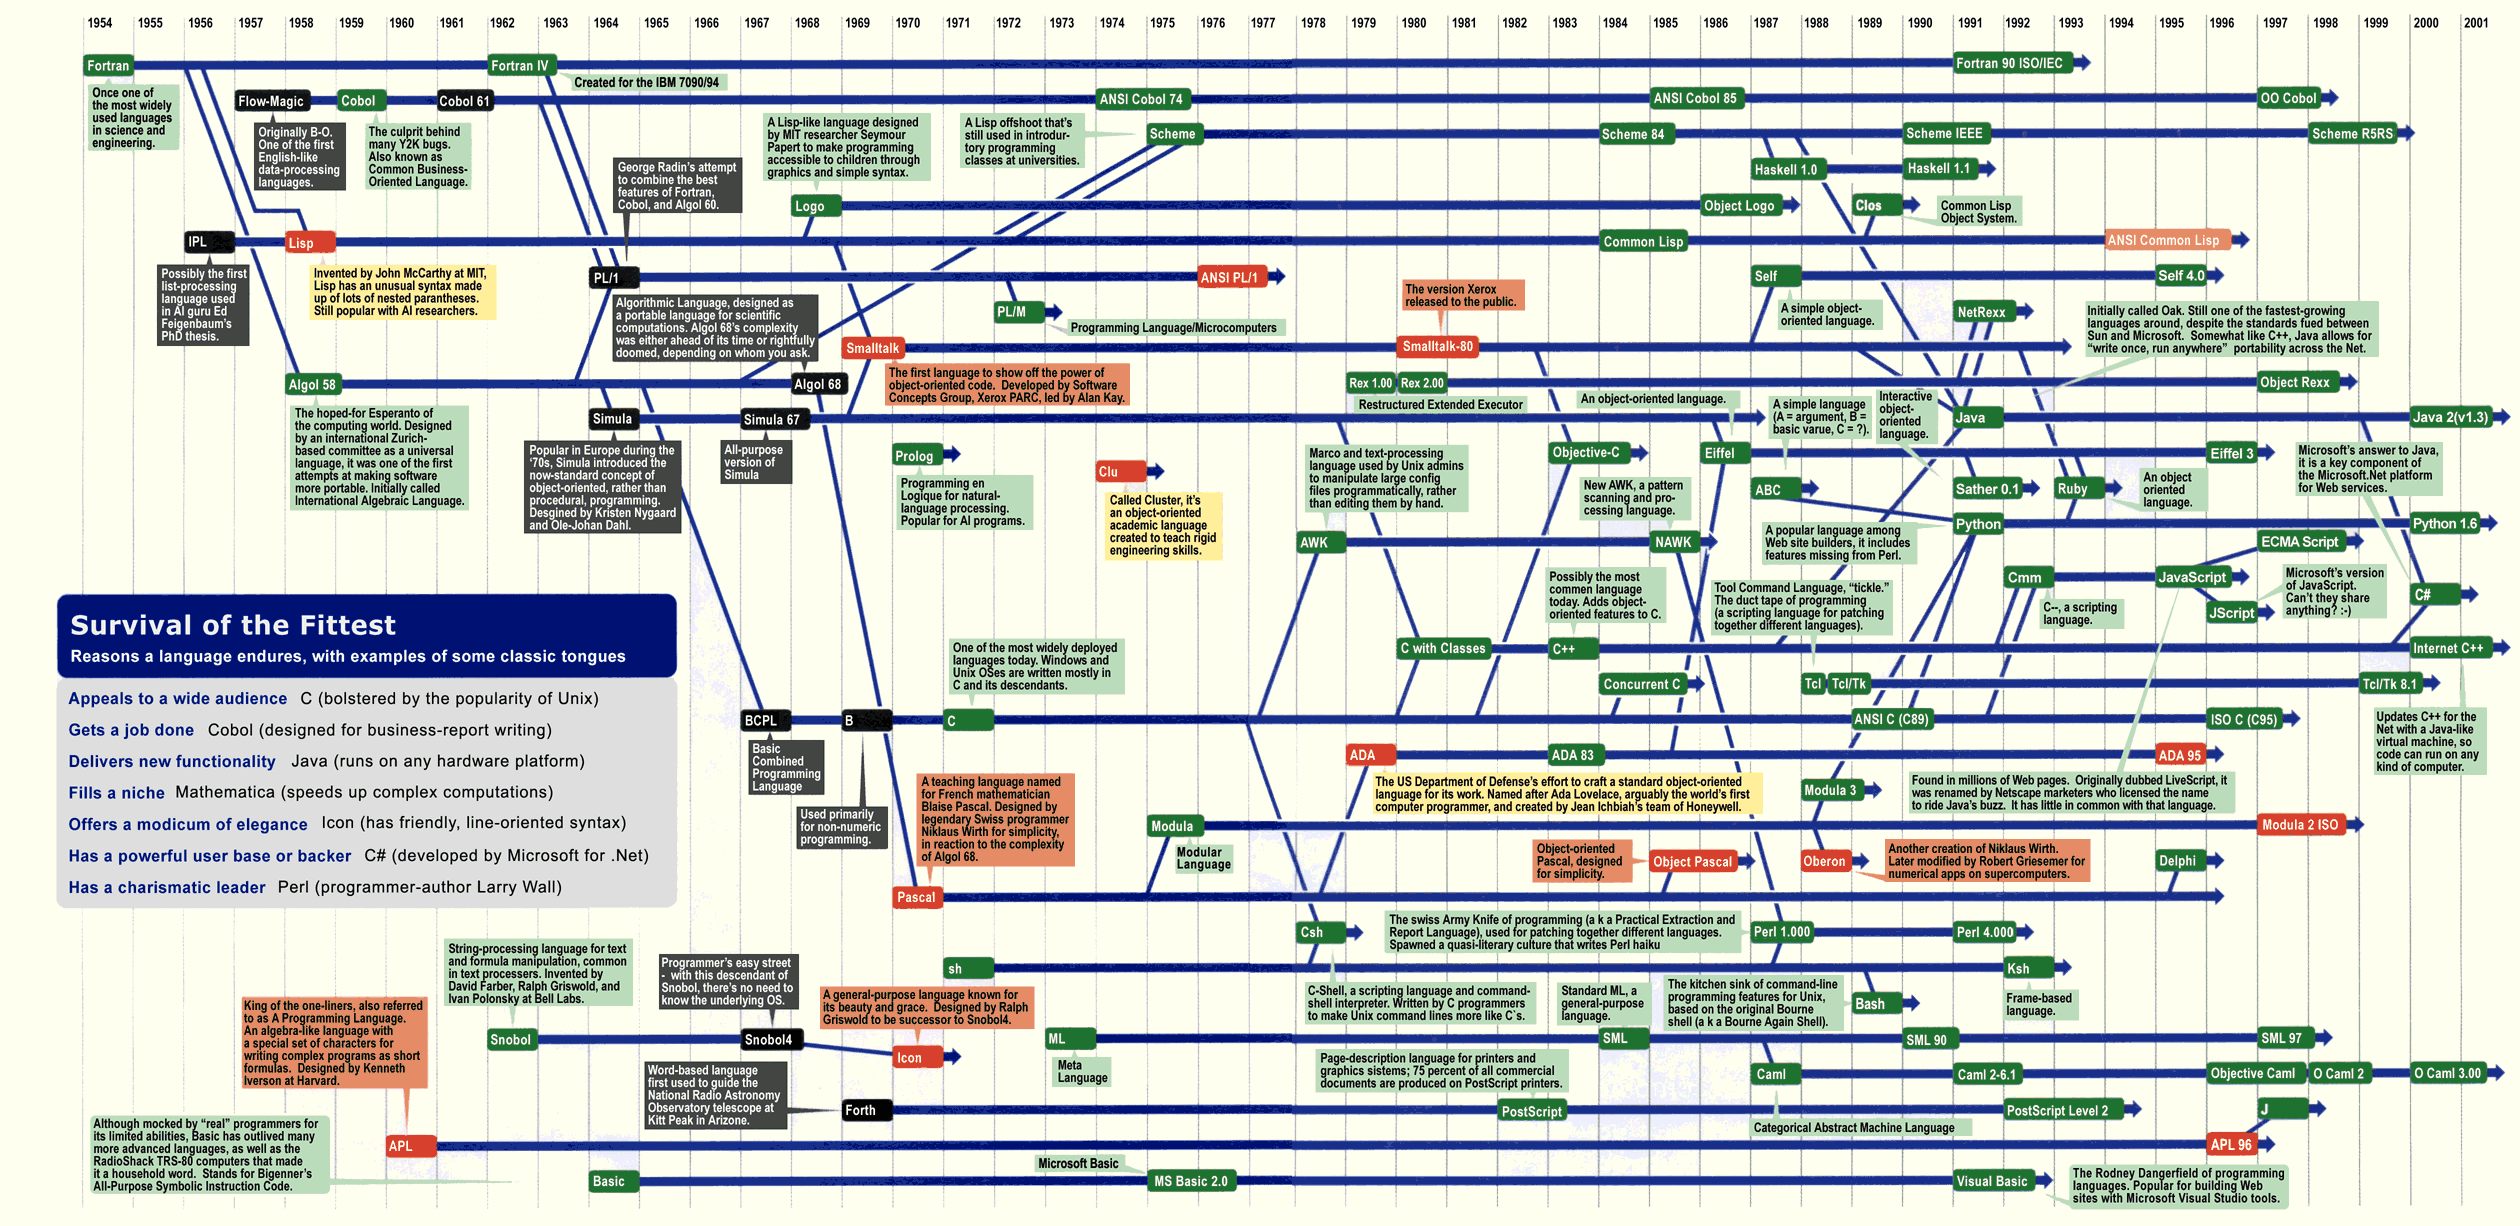 1954 1955 1956 1957 1958 1959 1960 1961 1962 1963 1964 1965 1966 1967 1968 1969 1970 1971 1972 1973 1974 1975 1976 1977 1978 1979 1980 1981 1982 1983 1984 1985 1986 1987 1988 1989 1990 1991 1992 1993 1994 1995 1996 1997 1998 1999 2000 2001
Fortran
Fortran IV
Fortran 90 ISO/IEC
Created for the IBM 7090/94
Once one of
the most widely
used languages
in science and
engineering.
Flow-Magic
Cobol
Cobol 61
ANSI Cobol 74
ANSI Cobol 85
OO Cobol
Originally B-O.
One of the first
English-like
data-processing
languages.
The culprit behind
many Y2K bugs.
Also known as
Common Business-
Oriented Language.
A Lisp-like language designed
by MIT researcher Seymour
Papert to make programming
accessible to children through
graphics and simple syntax.
A Lisp offshoot that's
still used in introdur-
tory programming
classes at universities.
Scheme
Scheme 84
Scheme IEEE
Scheme R5RS
George Radin's attempt
to combine the best
features of Fortran,
Cobol, and Algol 60.
Haskell 1.0
Haskell 1.1
Logo
Object Logo
Clos
Common Lisp
Object System.
IPL
Lisp
Common Lisp
ANSI Common Lisp
Possibly the first
list-processing
language used
in AI guru Ed
Feigenbaum's
PhD thesis.
Invented by John McCarthy at MIT,
Lisp has an unusual syntax made
up of lots of nested parantheses.
Still popular with AI researchers.
PL/1
ANSI PL/1
Self
Self 4.0
Algorithmic Language, designed as
a portable language for scientific
computations. Algol 68's complexity
was either ahead of its time or rightfully
doomed, depending on whom you ask.
PL/M
Programming Language/Microcomputers
The version Xerox
released to the public.
A simple object-
oriented language.
NetRexx
Initially called Oak. Still one of the fastest-growing
languages around, despite the standards fued between
Sun and Microsoft. Somewhat like C++, Java allows for
“write once, run anywhere” portability across the Net.
Smalltalk
Smalltalk-80
The first language to show off the power of
object-oriented code. Developed by Software
Concepts Group, Xerox PARC, led by Alan Kay.
Algol 58
Algol 68
Rex 1.00
Rex 2.00
Object Rexx
Restructured Extended Executor
The hoped-for Esperanto of
the computing world. Designed
by an international Zurich-
based committee as a universal
language, it was one of the first
attempts at making software
more portable. Initially called
International Algebraic Language.
Simula
Simula 67
An object-oriented language.
A simple language
(A = argument, B =
basic varue, C = ?).
Interactive
object-
oriented
language.
Java
Java 2(v1.3)
Popular in Europe during the
'70s, Simula introduced the
now-standard concept of
object-oriented, rather than
procedural, programming.
Desgined by Kristen Nygaard
and Ole-Johan Dahl.
All-purpose
version of
Simula
Prolog
Programming en
Logique for natural-
language processing.
Popular for AI programs.
Clu
Called Cluster, it's
an object-oriented
academic language
created to teach rigid
engineering skills.
Marco and text-processing
language used by Unix admins
to manipulate large config
files programmatically, rather
than editing them by hand.
Objective-C
Eiffel
Eiffel 3
Microsoft's answer to Java,
it is a key component of
the Microsoft.Net platform
for Web services.
New AWK, a pattern
scanning and pro-
cessing language.
ABC
Sather 0.1
Ruby
An object
oriented
language.
A popular language among
Web site builders, it includes
features missing from Perl.
Python
Python 1.6
AWK
NAWK
ECMA Script
Possibly the most
commen language
today. Adds object-
oriented features to C.
Tool Command Language, “tickle.”
The duct tape of programming
(a scripting language for patching
together different languages).
Cmm
JavaScript
C--, a scripting
language.
JScript
Microsoft's version
of JavaScript.
Can't they share
anything? :-)
C#
Survival of the Fittest
Reasons a language endures, with examples of some classic tongues
Appeals to a wide audience C (bolstered by the popularity of Unix)
Gets a job done Cobol (designed for business-report writing)
Delivers new functionality Java (runs on any hardware platform)
Fills a niche Mathematica (speeds up complex computations)
Offers a modicum of elegance Icon (has friendly, line-oriented syntax)
Has a powerful user base or backer C# (developed by Microsoft for .Net)
Has a charismatic leader Perl (programmer-author Larry Wall)
One of the most widely deployed
languages today. Windows and
Unix OSes are written mostly in
C and its descendants.
C with Classes
C++
Internet C++
Concurrent C
Tcl
Tcl/Tk
Tcl/Tk 8.1
BCPL
B
C
ANSI C (C89)
ISO C (C95)
Updates C++ for the
Net with a Java-like
virtual machine, so
code can run on any
kind of computer.
Basic
Combined
Programming
Language
Used primarily
for non-numeric
programming.
ADA
ADA 83
ADA 95
The US Department of Defense's effort to craft a standard object-oriented
language for its work. Named after Ada Lovelace, arguably the world's first
computer programmer, and created by Jean Ichbiah's team of Honeywell.
A teaching language named
for French mathematician
Blaise Pascal. Designed by
legendary Swiss programmer
Niklaus Wirth for simplicity,
in reaction to the complexity
of Algol 68.
Modula 3
Found in millions of Web pages. Originally dubbed LiveScript, it
was renamed by Netscape marketers who licensed the name
to ride Java's buzz. It has little in common with that language.
Modula
Modula 2 ISO
Modular
Language
Object-oriented
Pascal, designed
for simplicity.
Object Pascal
Oberon
Another creation of Niklaus Wirth.
Later modified by Robert Griesemer for
numerical apps on supercomputers.
Delphi
Pascal
Csh
The swiss Army Knife of programming (a k a Practical Extraction and
Report Language), used for patching together different languages.
Spawned a quasi-literary culture that writes Perl haiku
Perl 1.000
Perl 4.000
String-processing language for text
and formula manipulation, common
in text processers. Invented by
David Farber, Ralph Griswold, and
Ivan Polonsky at Bell Labs.
Programmer's easy street
- with this descendant of
Snobol, there's no need to
know the underlying OS.
sh
Ksh
C-Shell, a scripting language and command-
shell interpreter. Written by C programmers
to make Unix command lines more like C`s.
Standard ML, a
general-purpose
language.
The kitchen sink of command-line
programming features for Unix,
based on the original Bourne
shell (a k a Bourne Again Shell).
Bash
Frame-based
language.
King of the one-liners, also referred
to as A Programming Language.
An algebra-like language with
a special set of characters for
writing complex programs as short
formulas. Designed by Kenneth
Iverson at Harvard.
A general-purpose language known for
its beauty and grace. Designed by Ralph
Griswold to be successor to Snobol4.
Snobol
Snobol4
Icon
ML
SML
SML 90
SML 97
Meta
Language
Page-description language for printers and
graphics sistems; 75 percent of all commercial
documents are produced on PostScript printers.
Caml
Caml 2-6.1
Objective Caml
O Caml 2
O Caml 3.00
Word-based language
first used to guide the
National Radio Astronomy
Observatory telescope at
Kitt Peak in Arizone.
Forth
PostScript
PostScript Level 2
J
Categorical Abstract Machine Language
Although mocked by “real” programmers for
its limited abilities, Basic has outlived many
more advanced languages, as well as the
RadioShack TRS-80 computers that made
it a household word. Stands for Bigenner's
All-Purpose Symbolic Instruction Code.
APL
APL 96
Microsoft Basic
Basic
MS Basic 2.0
Visual Basic
The Rodney Dangerfield of programming
languages. Popular for building Web
sites with Microsoft Visual Studio tools.